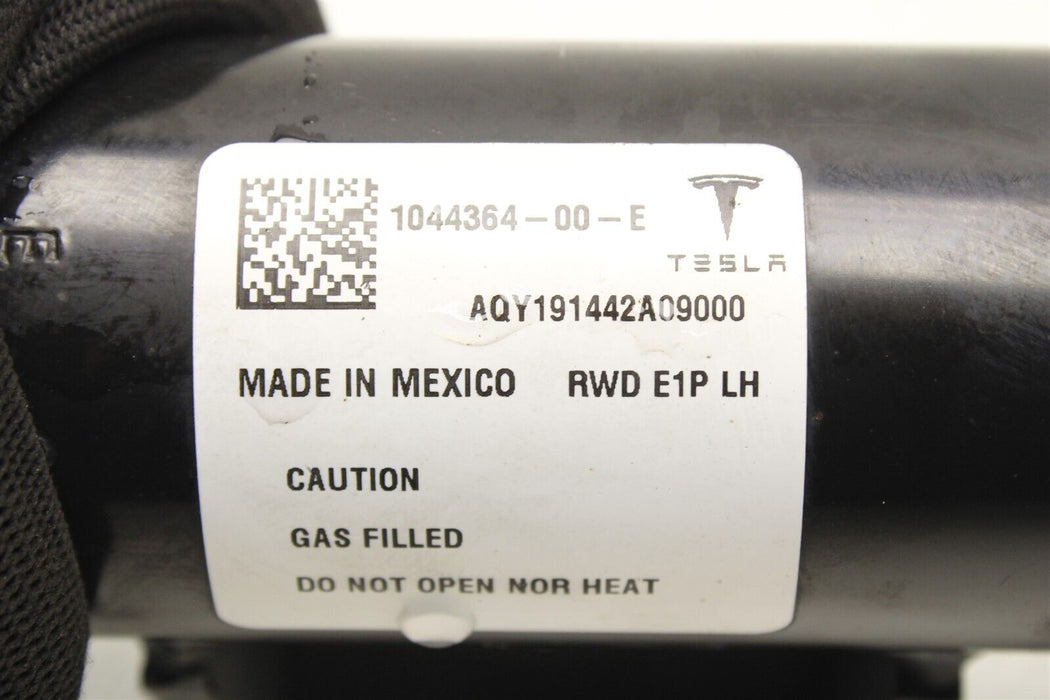 1044364-00-E
TESLA
AQY191442A09000
MADE IN MEXICO RWD E1P LH
CAUTION
GAS FILLED
DO NOT OPEN NOR HEAT